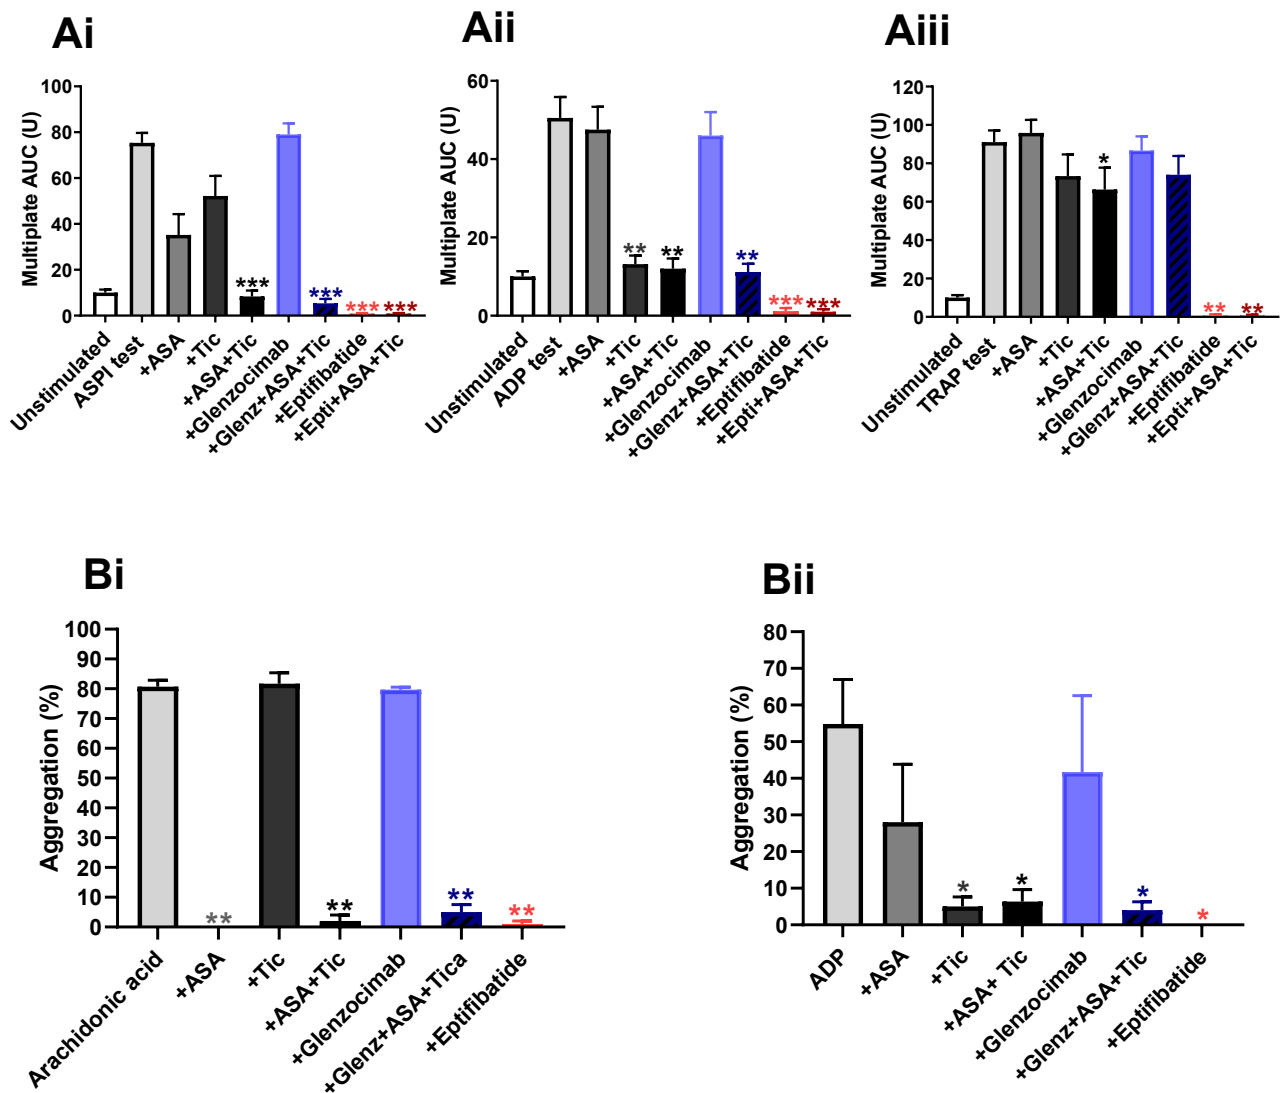 Ai
Multiplate AUC (U)
100
80
60
40
20
0
***
***
***
***
Unstimulated
ASPI test
+ASA
+Tic
+ASA+Tic
+Glenzocimab
+Glenz+ASA+Tic
+Eptifibatide
+Epti+ASA+Tic
Aii
Multiplate AUC (U)
60
40
20
0
**
**
**
***
***
Unstimulated
ADP test
+ASA
+Tic
+ASA+Tic
+Glenzocimab
+Glenz+ASA+Tic
+Eptifibatide
+Epti+ASA+Tic
Aiii
Multiplate AUC (U)
120
100
80
60
40
20
0
*
**
**
Unstimulated
TRAP test
+ASA
+Tic
+ASA+Tic
+Glenzocimab
+Glenz+ASA+Tic
+Eptifibatide
+Epti+ASA+Tic
Bi
Aggregation (%)
100
90
80
70
60
50
40
30
20
10
0
**
**
**
**
Arachidonic acid
+ASA
+Tic
+ASA+Tic
+Glenzocimab
+Glenz+ASA+Tica
+Eptifibatide
Bii
Aggregation (%)
80
70
60
50
40
30
20
10
0
*
*
*
*
ADP
+ASA
+Tic
+ASA+ Tic
+Glenzocimab
+Glenz+ASA+Tic
+Eptifibatide